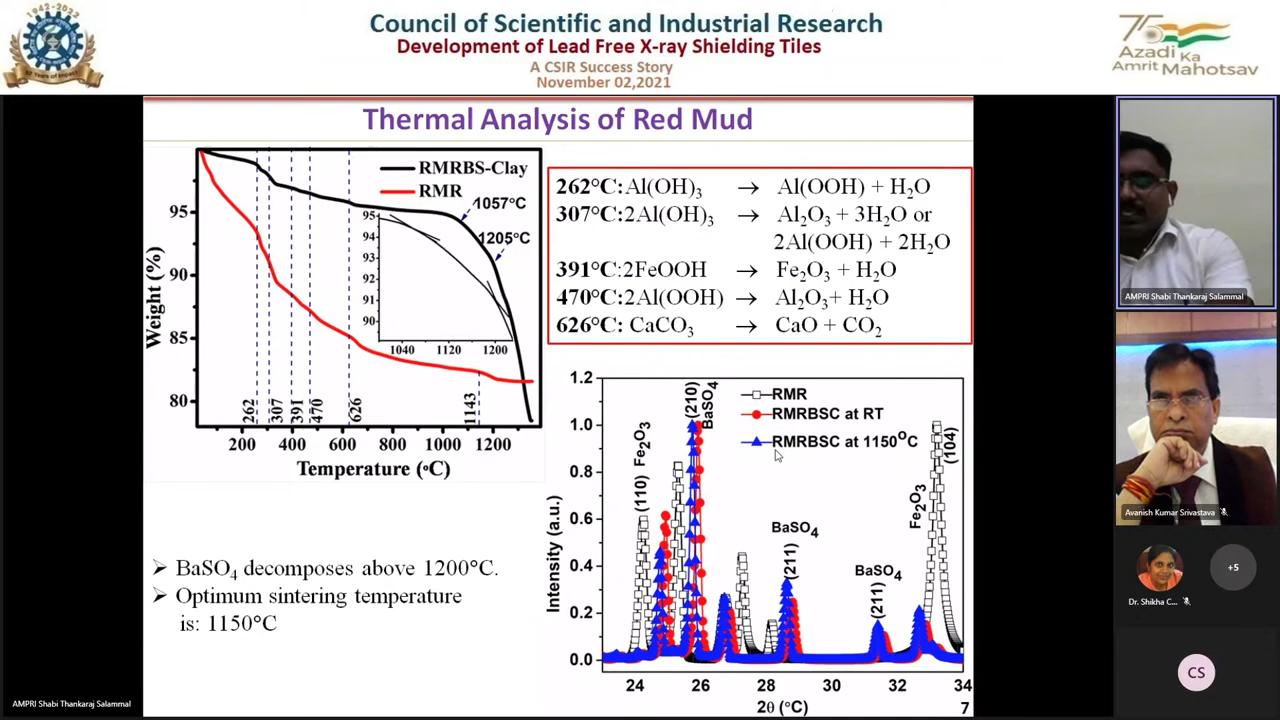 1942-2022
80 Years of Impact
Council of Scientific and Industrial Research
Development of Lead Free X-ray Shielding Tiles
A CSIR Success Story
November 02,2021
75
Azadi Ka
Amrit Mahotsav
Thermal Analysis of Red Mud
RMRBS-Clay
RMR
1057°C
1205°C
95
94
93
92
91
90
1040 1120 1200
95
90
85
80
Weight (%)
262
307
391
470
626
1143
200 400 600 800 1000 1200
Temperature (°C)
262°C: Al(OH)₃ → Al(OOH) + H₂O
307°C: 2Al(OH)₃ → Al₂O₃ + 3H₂O or
2Al(OOH) + 2H₂O
391°C: 2FeOOH → Fe₂O₃ + H₂O
470°C: 2Al(OOH) → Al₂O₃+ H₂O
626°C: CaCO₃ → CaO + CO₂
1.2
1.0
0.8
0.6
0.4
0.2
0.0
Intensity (a.u.)
(110) Fe₂O₃
(210)
BaSO₄
RMR
RMRBSC at RT
RMRBSC at 1150°C
BaSO₄
(211)
BaSO₄
(211)
Fe₂O₃
(104)
24 26 28 30 32 34
2θ (°C)
7
➢ BaSO₄ decomposes above 1200°C.
➢ Optimum sintering temperature
is: 1150°C
AMPRI Shabi Thankaraj Salammal
AMPRI Shabi Thankaraj Salammal
Avanish Kumar Srivastava
Dr. Shikha C...
+5
CS